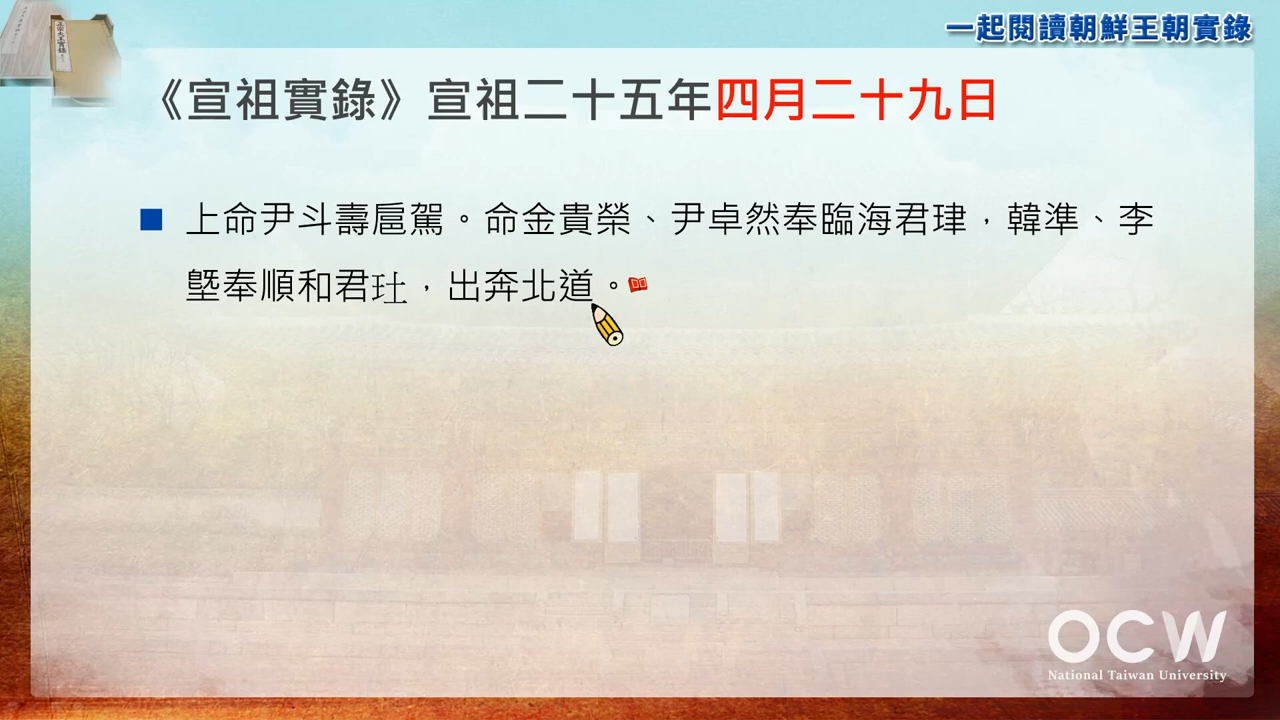 一起閱讀朝鮮王朝實錄
《宣祖實錄》宣祖二十五年四月二十九日
上命尹斗壽扈駕。命金貴榮、尹卓然奉臨海君珒，韓準、李
塈奉順和君𤣰，出奔北道。
OCW
National Taiwan University